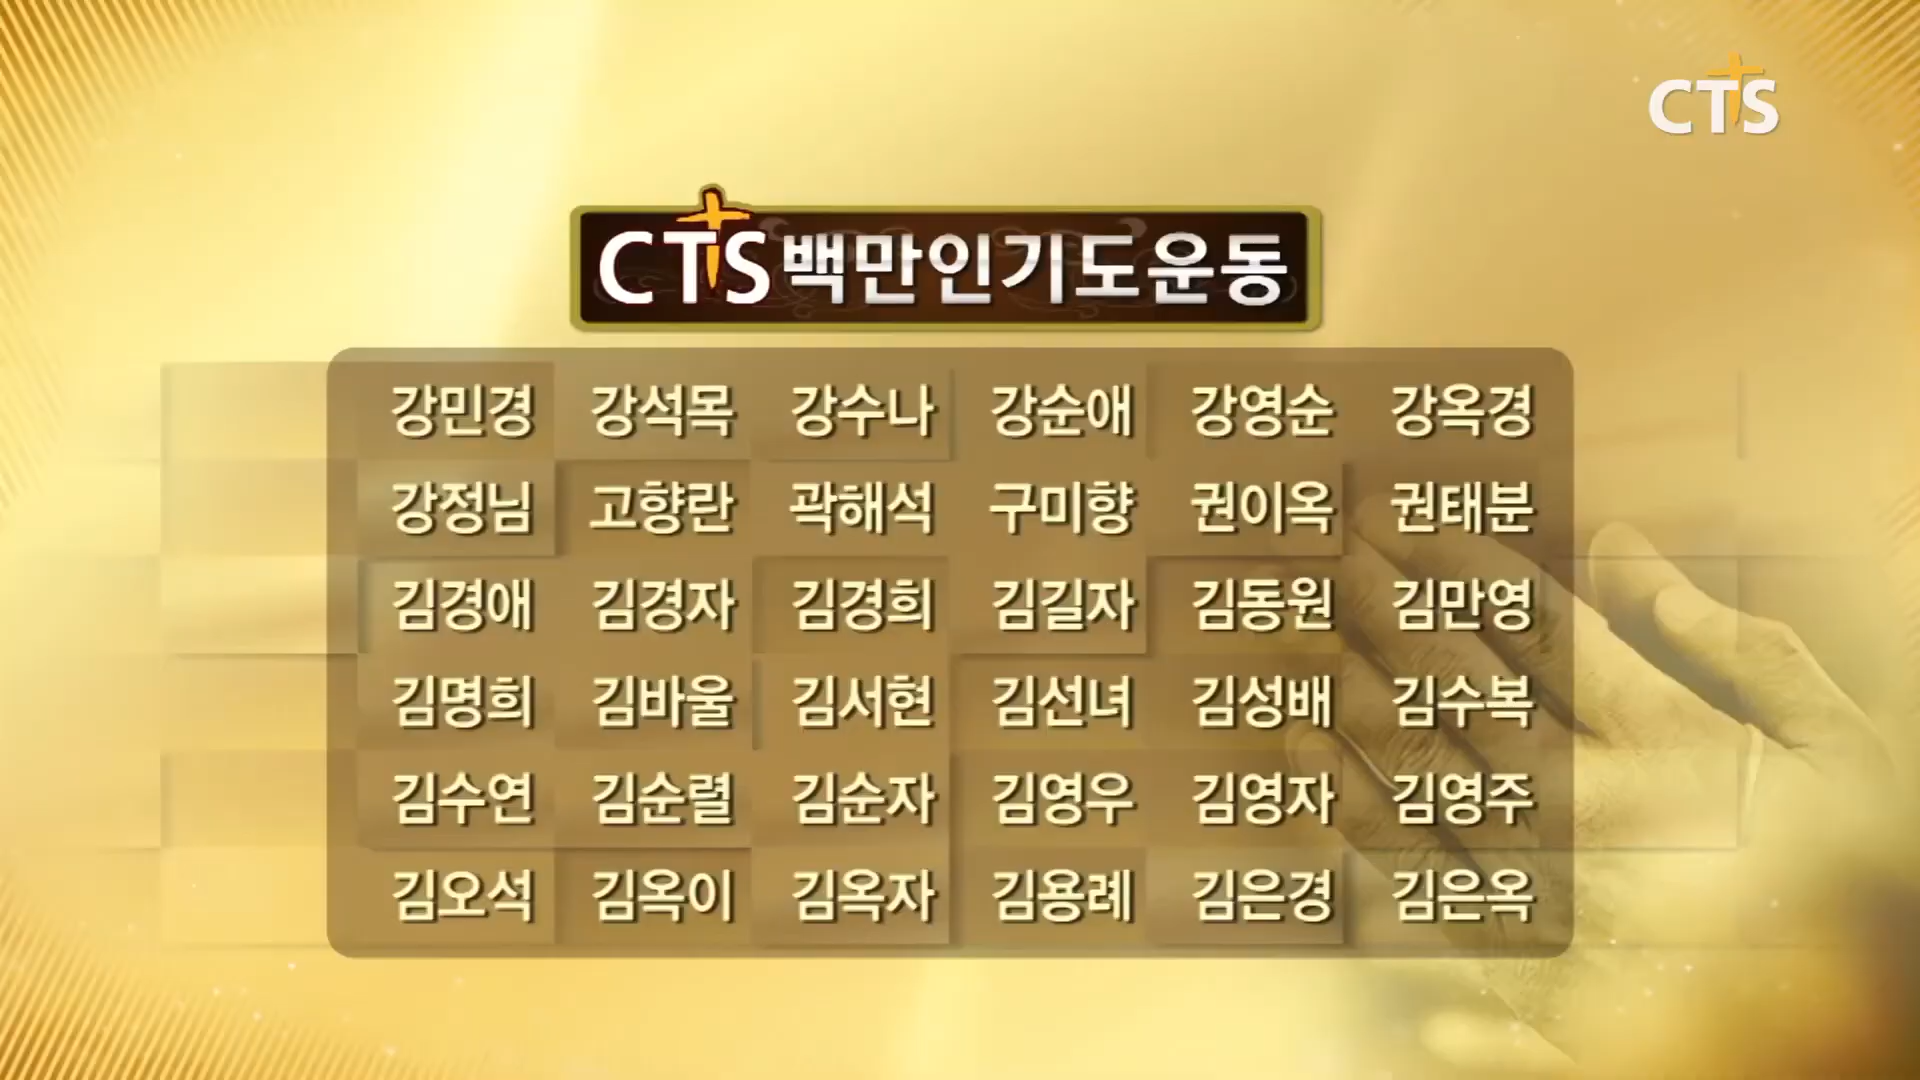 CTS
CTS백만인기도운동
강민경 강석목 강수나 강순애 강영순 강옥경
강정님 고향란 곽해석 구미향 권이옥 권태분
김경애 김경자 김경희 김길자 김동원 김만영
김명희 김바울 김서현 김선녀 김성배 김수복
김수연 김순렬 김순자 김영우 김영자 김영주
김오석 김옥이 김옥자 김용례 김은경 김은옥